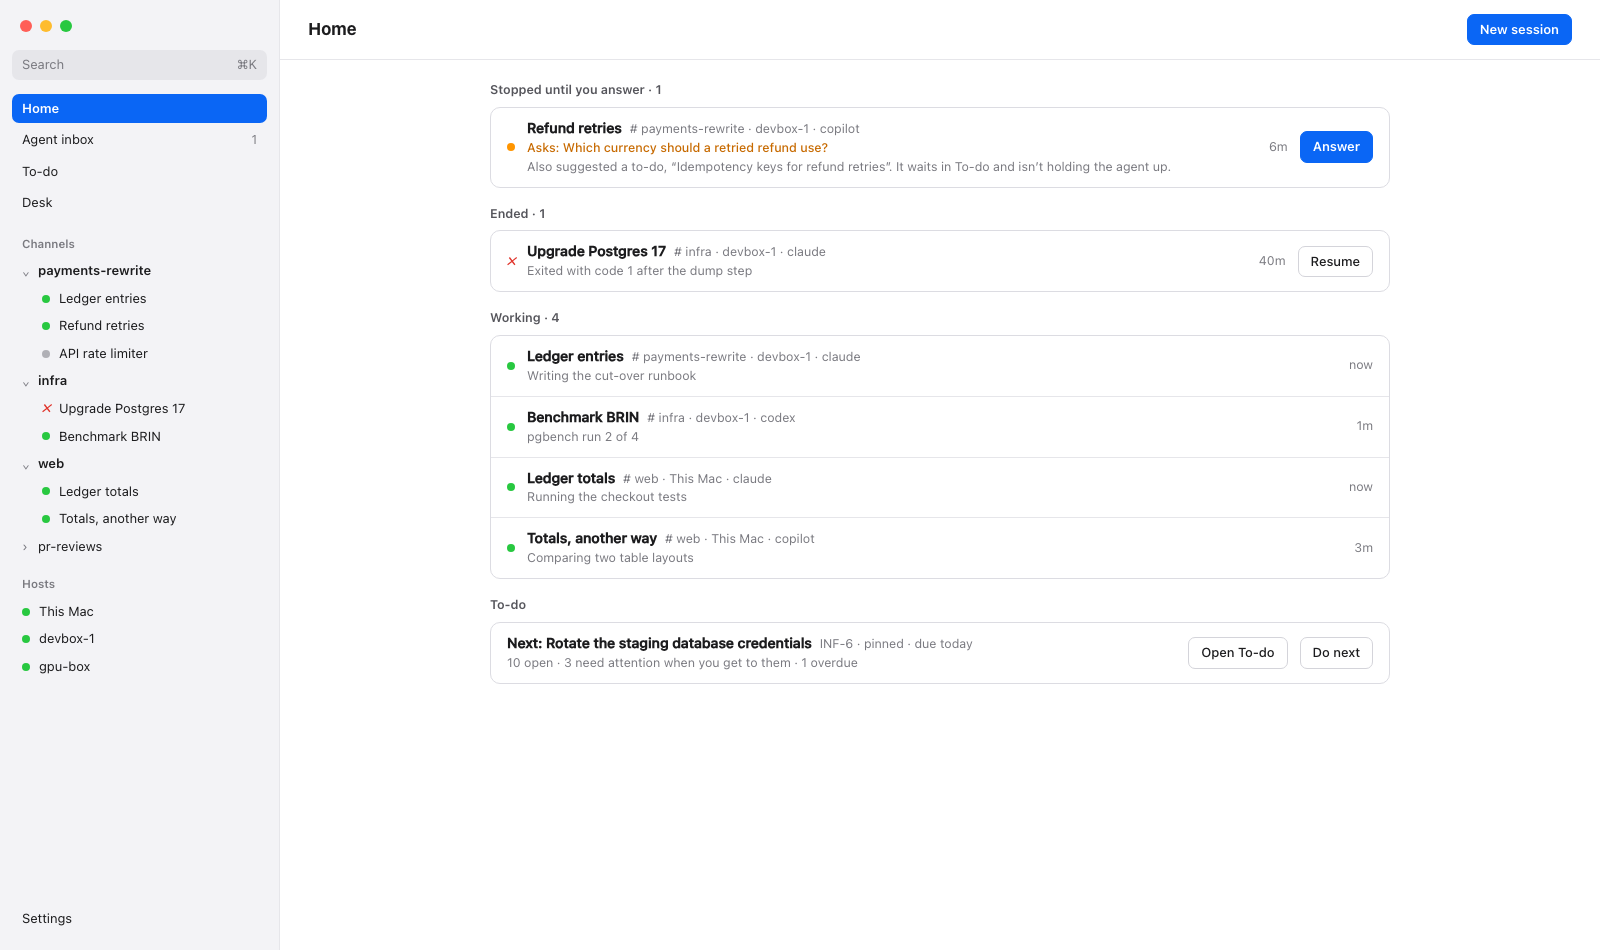 Search ⌘K
Home
Agent inbox 1
To-do
Desk
Channels
payments-rewrite
Ledger entries
Refund retries
API rate limiter
infra
Upgrade Postgres 17
Benchmark BRIN
web
Ledger totals
Totals, another way
pr-reviews
Hosts
This Mac
devbox-1
gpu-box
Settings
Home
New session
Stopped until you answer · 1
Refund retries # payments-rewrite · devbox-1 · copilot
Asks: Which currency should a retried refund use?
Also suggested a to-do, “Idempotency keys for refund retries”. It waits in To-do and isn’t holding the agent up.
6m Answer
Ended · 1
Upgrade Postgres 17 # infra · devbox-1 · claude
Exited with code 1 after the dump step
40m Resume
Working · 4
Ledger entries # payments-rewrite · devbox-1 · claude
Writing the cut-over runbook
now
Benchmark BRIN # infra · devbox-1 · codex
pgbench run 2 of 4
1m
Ledger totals # web · This Mac · claude
Running the checkout tests
now
Totals, another way # web · This Mac · copilot
Comparing two table layouts
3m
To-do
Next: Rotate the staging database credentials INF-6 · pinned · due today
10 open · 3 need attention when you get to them · 1 overdue
Open To-do Do next